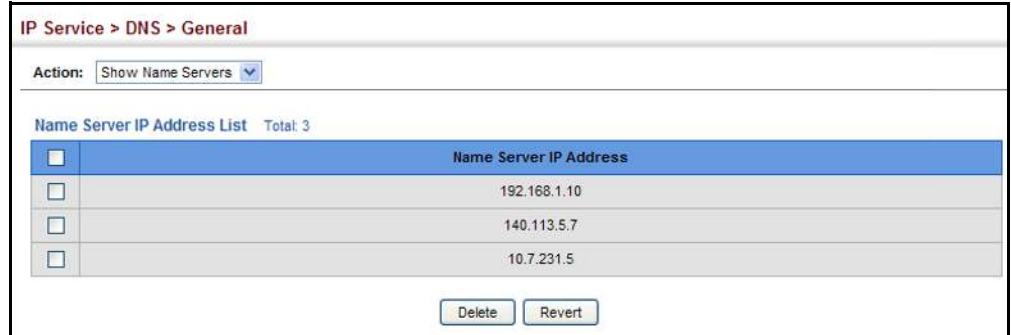 IP Service > DNS > General
Action: Show Name Servers
Name Server IP Address List Total: 3
Name Server IP Address
192.168.1.10
140.113.5.7
10.7.231.5
Delete Revert